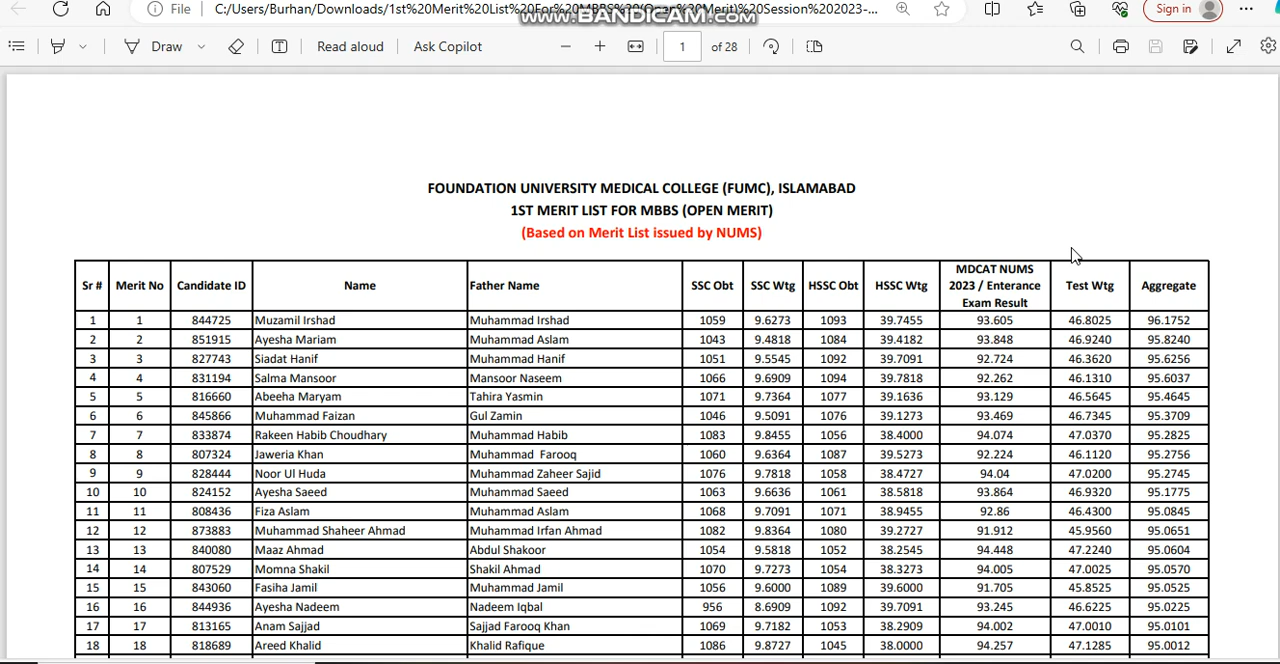 File C:/Users/Burhan/Downloads/1st%20Merit%20List%20For%20MBBS%20(Open%20Merit)%20Session%202023-... Sign in
www.BANDICAM.com
Draw Read aloud Ask Copilot 1 of 28
FOUNDATION UNIVERSITY MEDICAL COLLEGE (FUMC), ISLAMABAD
1ST MERIT LIST FOR MBBS (OPEN MERIT)
(Based on Merit List issued by NUMS)
Sr # Merit No Candidate ID Name Father Name SSC Obt SSC Wtg HSSC Obt HSSC Wtg MDCAT NUMS 2023 / Enterance Exam Result Test Wtg Aggregate
1 1 844725 Muzamil Irshad Muhammad Irshad 1059 9.6273 1093 39.7455 93.605 46.8025 96.1752
2 2 851915 Ayesha Mariam Muhammad Aslam 1043 9.4818 1084 39.4182 93.848 46.9240 95.8240
3 3 827743 Siadat Hanif Muhammad Hanif 1051 9.5545 1092 39.7091 92.724 46.3620 95.6256
4 4 831194 Salma Mansoor Mansoor Naseem 1066 9.6909 1094 39.7818 92.262 46.1310 95.6037
5 5 816660 Abeeha Maryam Tahira Yasmin 1071 9.7364 1077 39.1636 93.129 46.5645 95.4645
6 6 845866 Muhammad Faizan Gul Zamin 1046 9.5091 1076 39.1273 93.469 46.7345 95.3709
7 7 833874 Rakeen Habib Choudhary Muhammad Habib 1083 9.8455 1056 38.4000 94.074 47.0370 95.2825
8 8 807324 Jaweria Khan Muhammad Farooq 1060 9.6364 1087 39.5273 92.224 46.1120 95.2756
9 9 828444 Noor Ul Huda Muhammad Zaheer Sajid 1076 9.7818 1058 38.4727 94.04 47.0200 95.2745
10 10 824152 Ayesha Saeed Muhammad Saeed 1063 9.6636 1061 38.5818 93.864 46.9320 95.1775
11 11 808436 Fiza Aslam Muhammad Aslam 1068 9.7091 1071 38.9455 92.86 46.4300 95.0845
12 12 873883 Muhammad Shaheer Ahmad Muhammad Irfan Ahmad 1082 9.8364 1080 39.2727 91.912 45.9560 95.0651
13 13 840080 Maaz Ahmad Abdul Shakoor 1054 9.5818 1052 38.2545 94.448 47.2240 95.0604
14 14 807529 Momna Shakil Shakil Ahmad 1070 9.7273 1054 38.3273 94.005 47.0025 95.0570
15 15 843060 Fasiha Jamil Muhammad Jamil 1056 9.6000 1089 39.6000 91.705 45.8525 95.0525
16 16 844936 Ayesha Nadeem Nadeem Iqbal 956 8.6909 1092 39.7091 93.245 46.6225 95.0225
17 17 813165 Anam Sajjad Sajjad Farooq Khan 1069 9.7182 1053 38.2909 94.002 47.0010 95.0101
18 18 818689 Areed Khalid Khalid Rafique 1086 9.8727 1045 38.0000 94.257 47.1285 95.0012